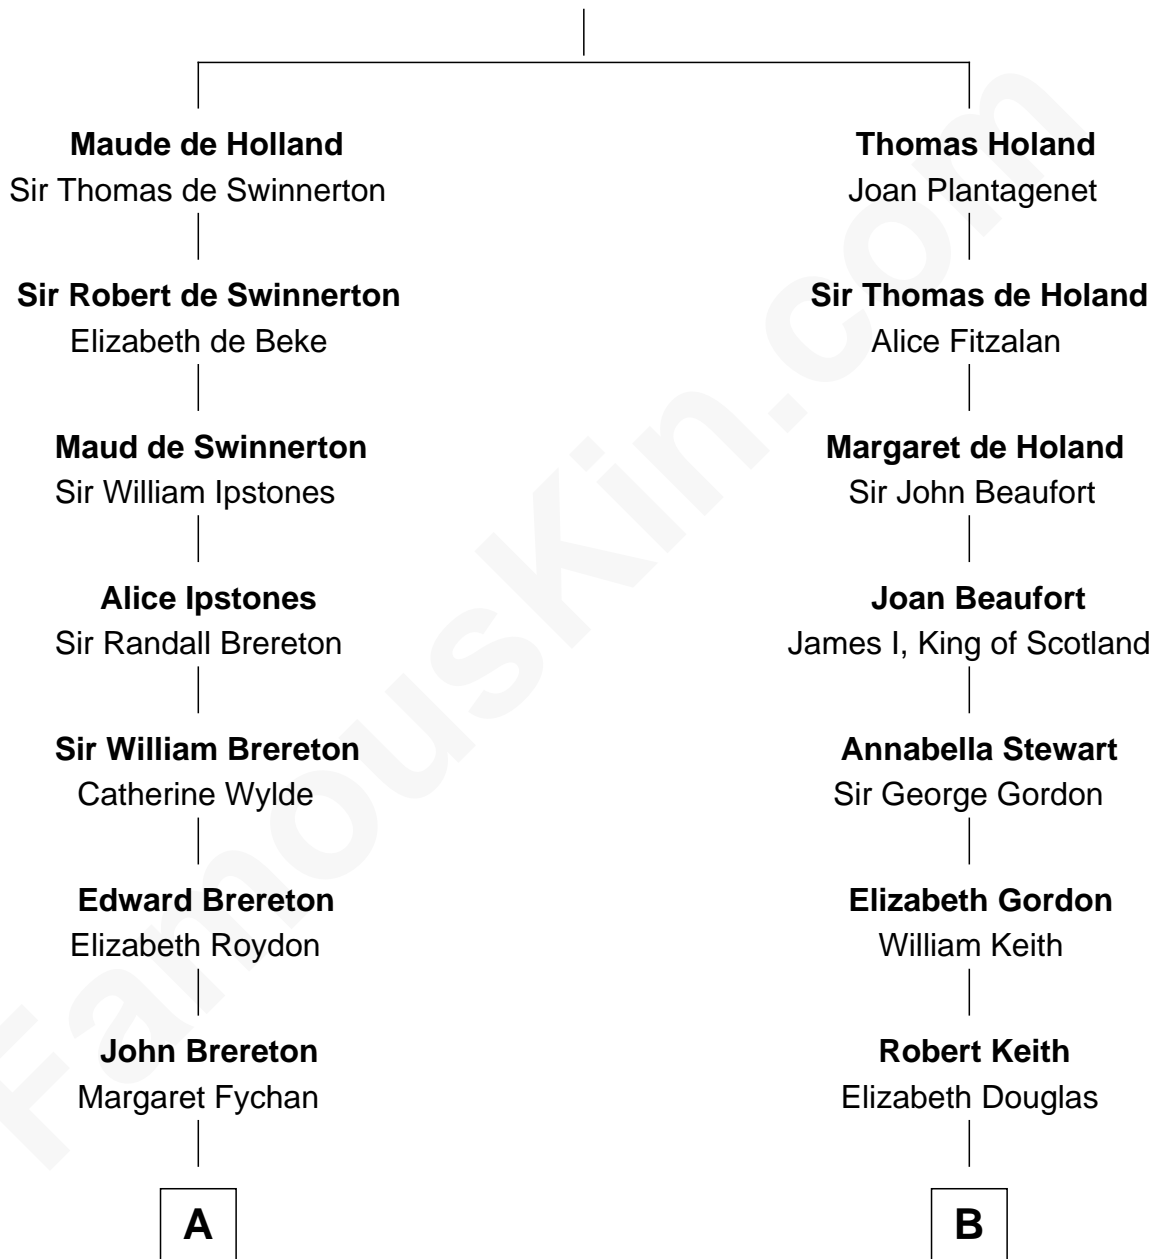 Maude de Holland
Sir Thomas de Swinnerton
Sir Robert de Swinnerton
Elizabeth de Beke
Maud de Swinnerton
Sir William Ipstones
Alice Ipstones
Sir Randall Brereton
Sir William Brereton
Catherine Wylde
Edward Brereton
Elizabeth Roydon
John Brereton
Margaret Fychan
A
Thomas Holand
Joan Plantagenet
Sir Thomas de Holand
Alice Fitzalan
Margaret de Holand
Sir John Beaufort
Joan Beaufort
James I, King of Scotland
Annabella Stewart
Sir George Gordon
Elizabeth Gordon
William Keith
Robert Keith
Elizabeth Douglas
B
FamousKin.com